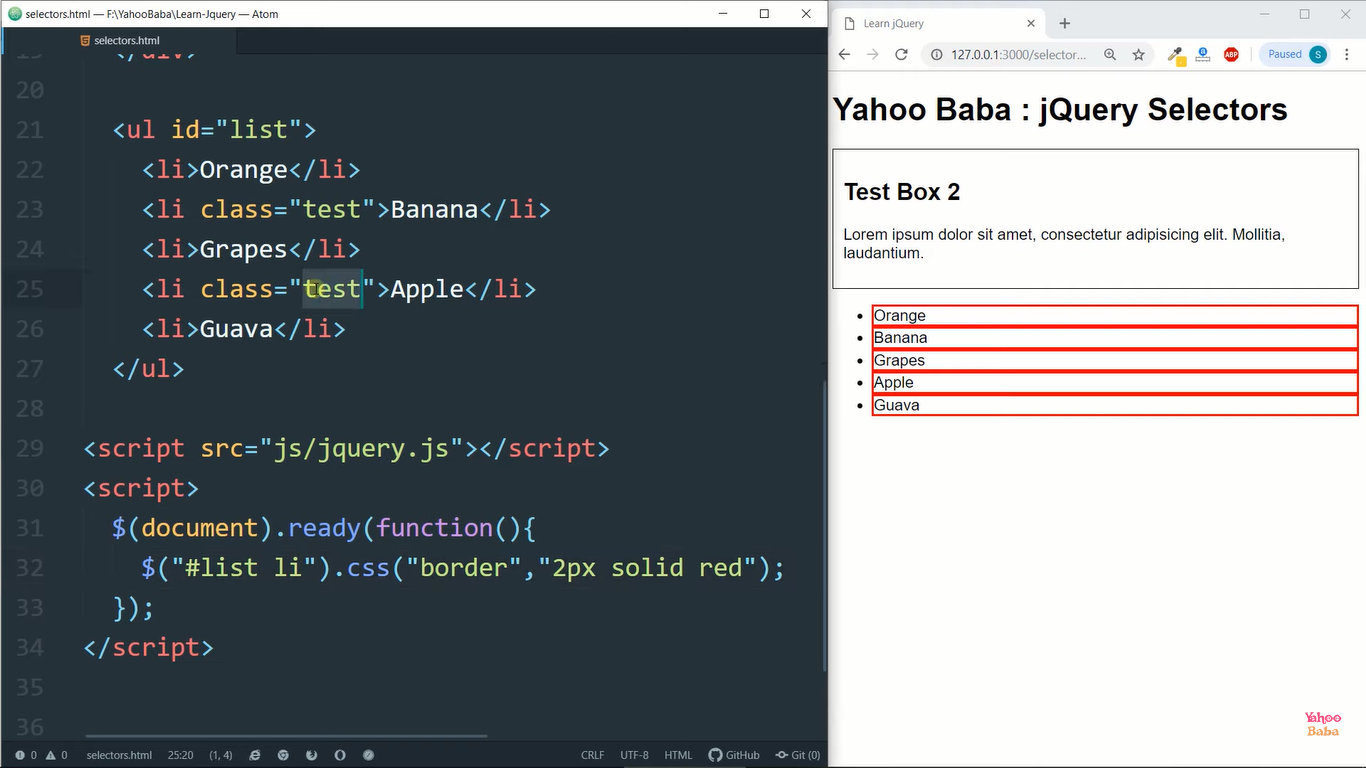 selectors.html — F:\YahooBaba\Learn-Jquery — Atom
selectors.html
19 </div>
20
21 <ul id="list">
22 <li>Orange</li>
23 <li class="test">Banana</li>
24 <li>Grapes</li>
25 <li class="test">Apple</li>
26 <li>Guava</li>
27 </ul>
28
29 <script src="js/jquery.js"></script>
30 <script>
31 $(document).ready(function(){
32 $("#list li").css("border","2px solid red");
33 });
34 </script>
35
36
0 0 selectors.html 25:20 (1, 4) CRLF UTF-8 HTML GitHub Git (0)
Learn jQuery
127.0.0.1:3000/selector... ABP Paused S
Yahoo Baba : jQuery Selectors
Test Box 2
Lorem ipsum dolor sit amet, consectetur adipisicing elit. Mollitia,
laudantium.
Orange
Banana
Grapes
Apple
Guava
Yahoo
Baba